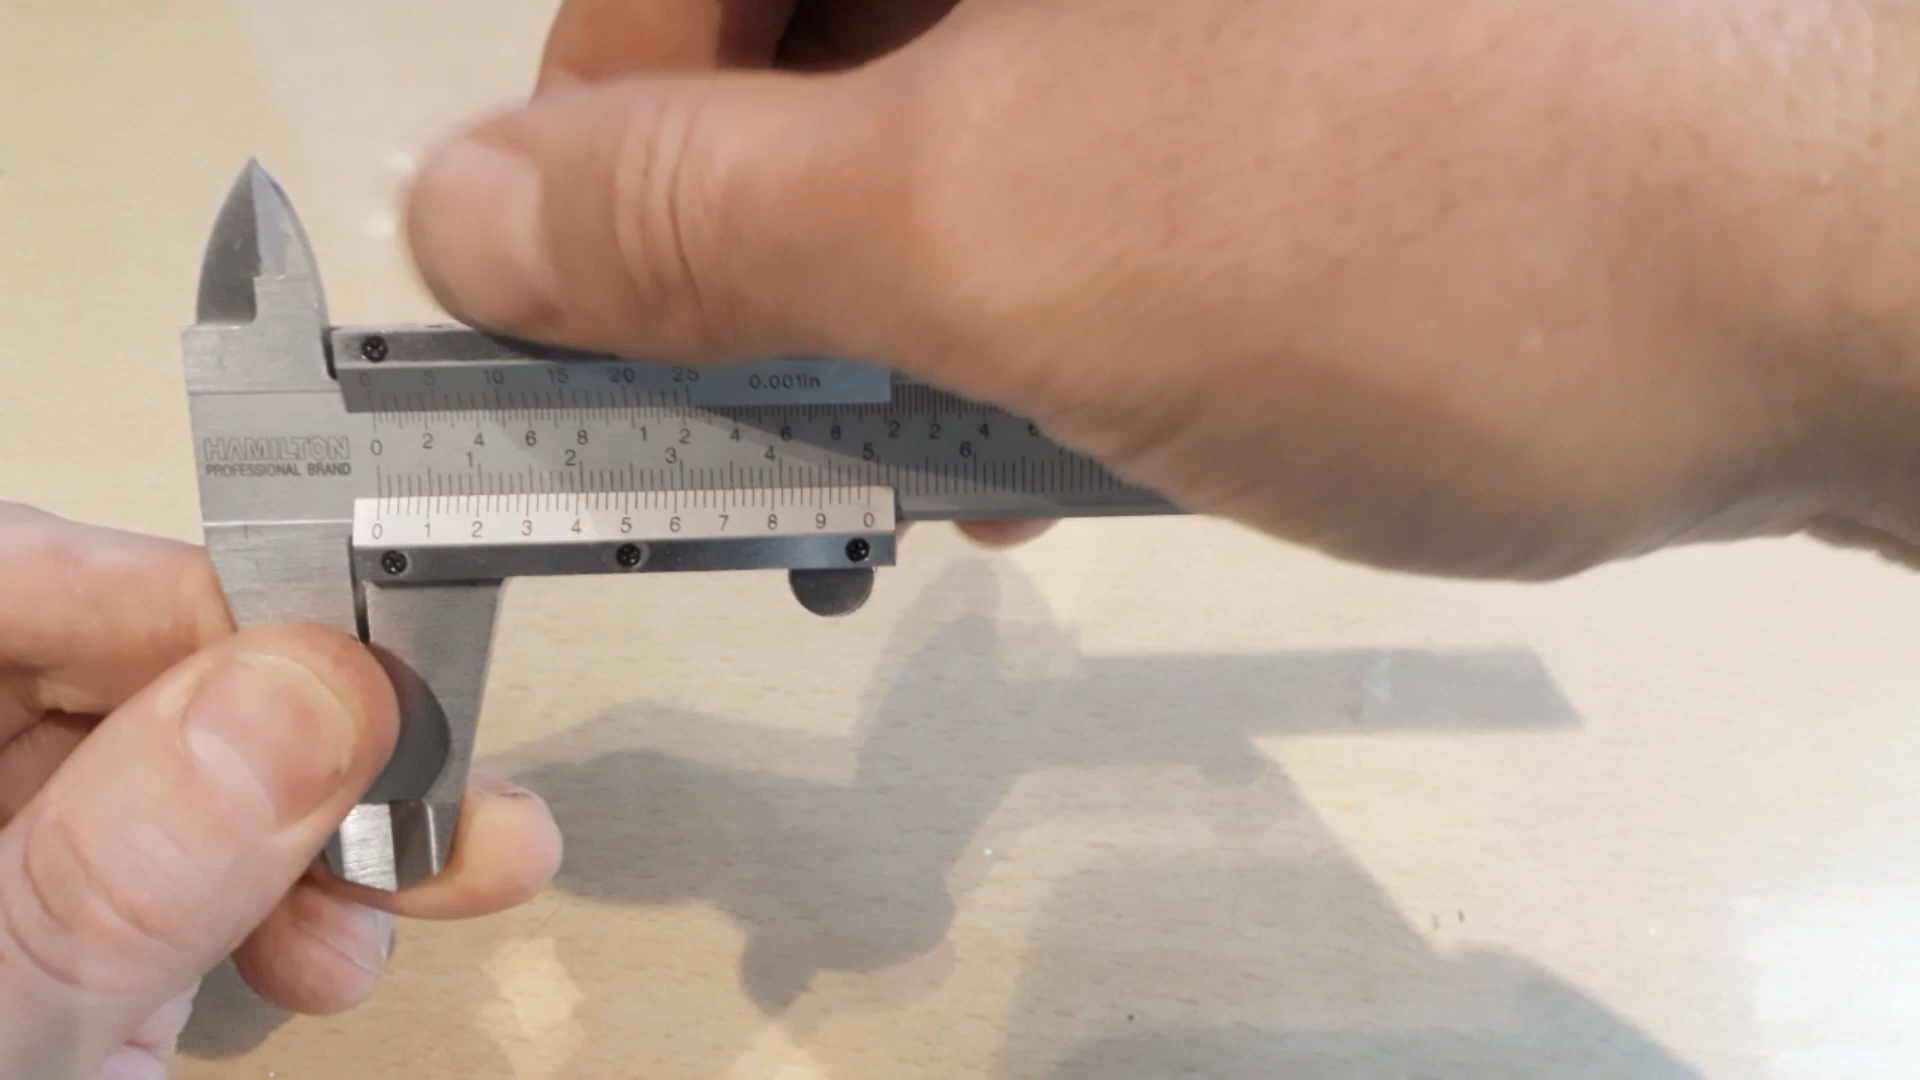 0 5 10 15 20 25 0.001in
0 2 4 6 8 1 2 4 6 8 2 2 4 6
HAMILTON
PROFESSIONAL BRAND
1 2 3 4 5 6
0 1 2 3 4 5 6 7 8 9 0